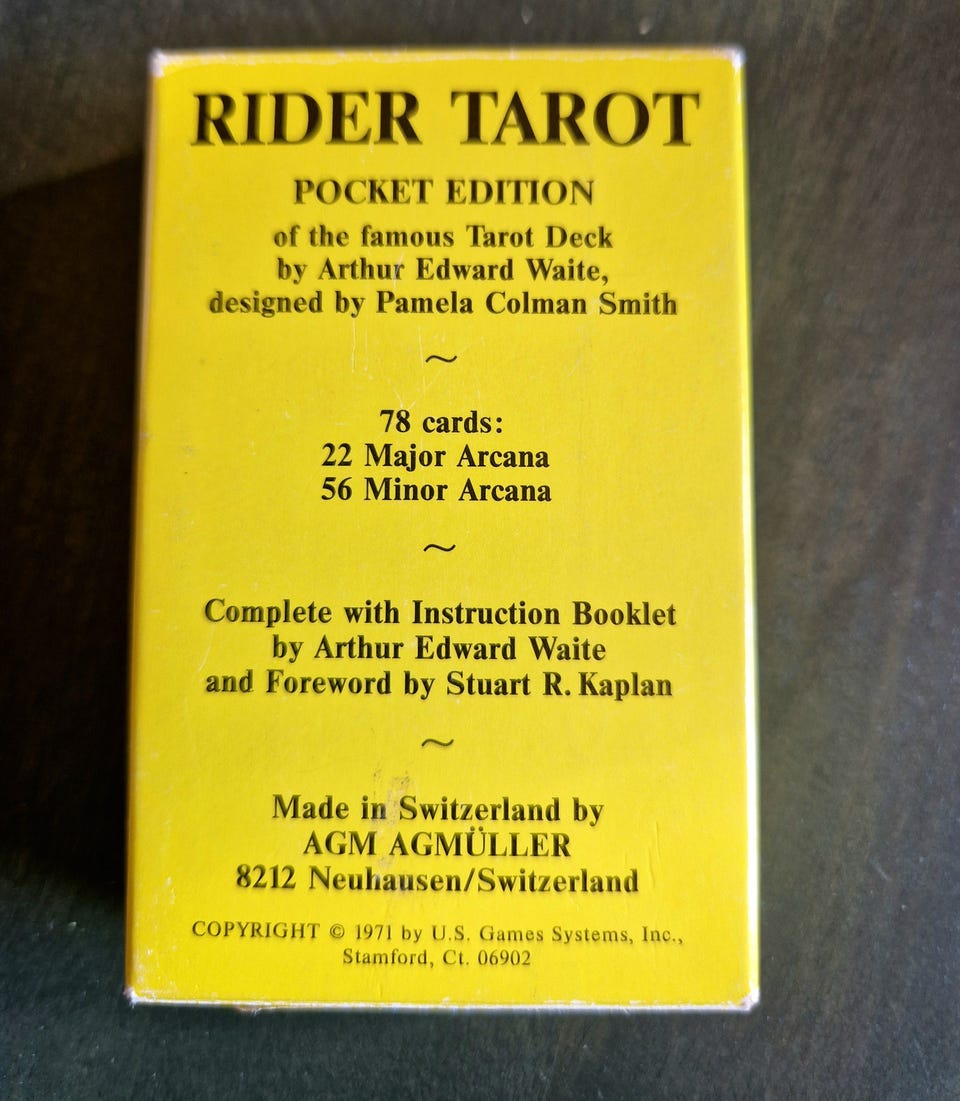 RIDER TAROT
POCKET EDITION
of the famous Tarot Deck
by Arthur Edward Waite,
designed by Pamela Colman Smith
~
78 cards:
22 Major Arcana
56 Minor Arcana
~
Complete with Instruction Booklet
by Arthur Edward Waite
and Foreword by Stuart R. Kaplan
~
Made in Switzerland by
AGM AGMÜLLER
8212 Neuhausen/Switzerland
COPYRIGHT © 1971 by U.S. Games Systems, Inc.,
Stamford, Ct. 06902